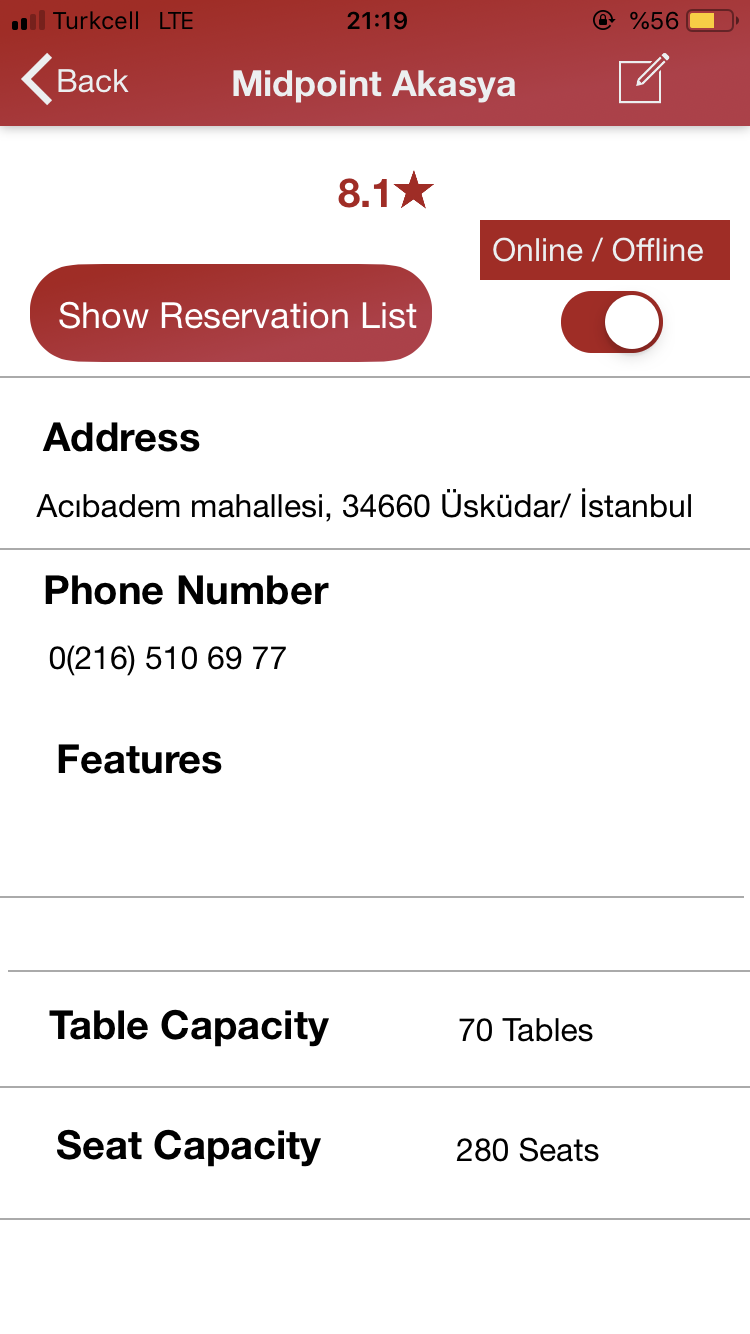 Turkcell LTE 21:19 %56
Back Midpoint Akasya
8.1★
Online / Offline
Show Reservation List
Address
Acıbadem mahallesi, 34660 Üsküdar/ İstanbul
Phone Number
0(216) 510 69 77
Features
Table Capacity 70 Tables
Seat Capacity 280 Seats